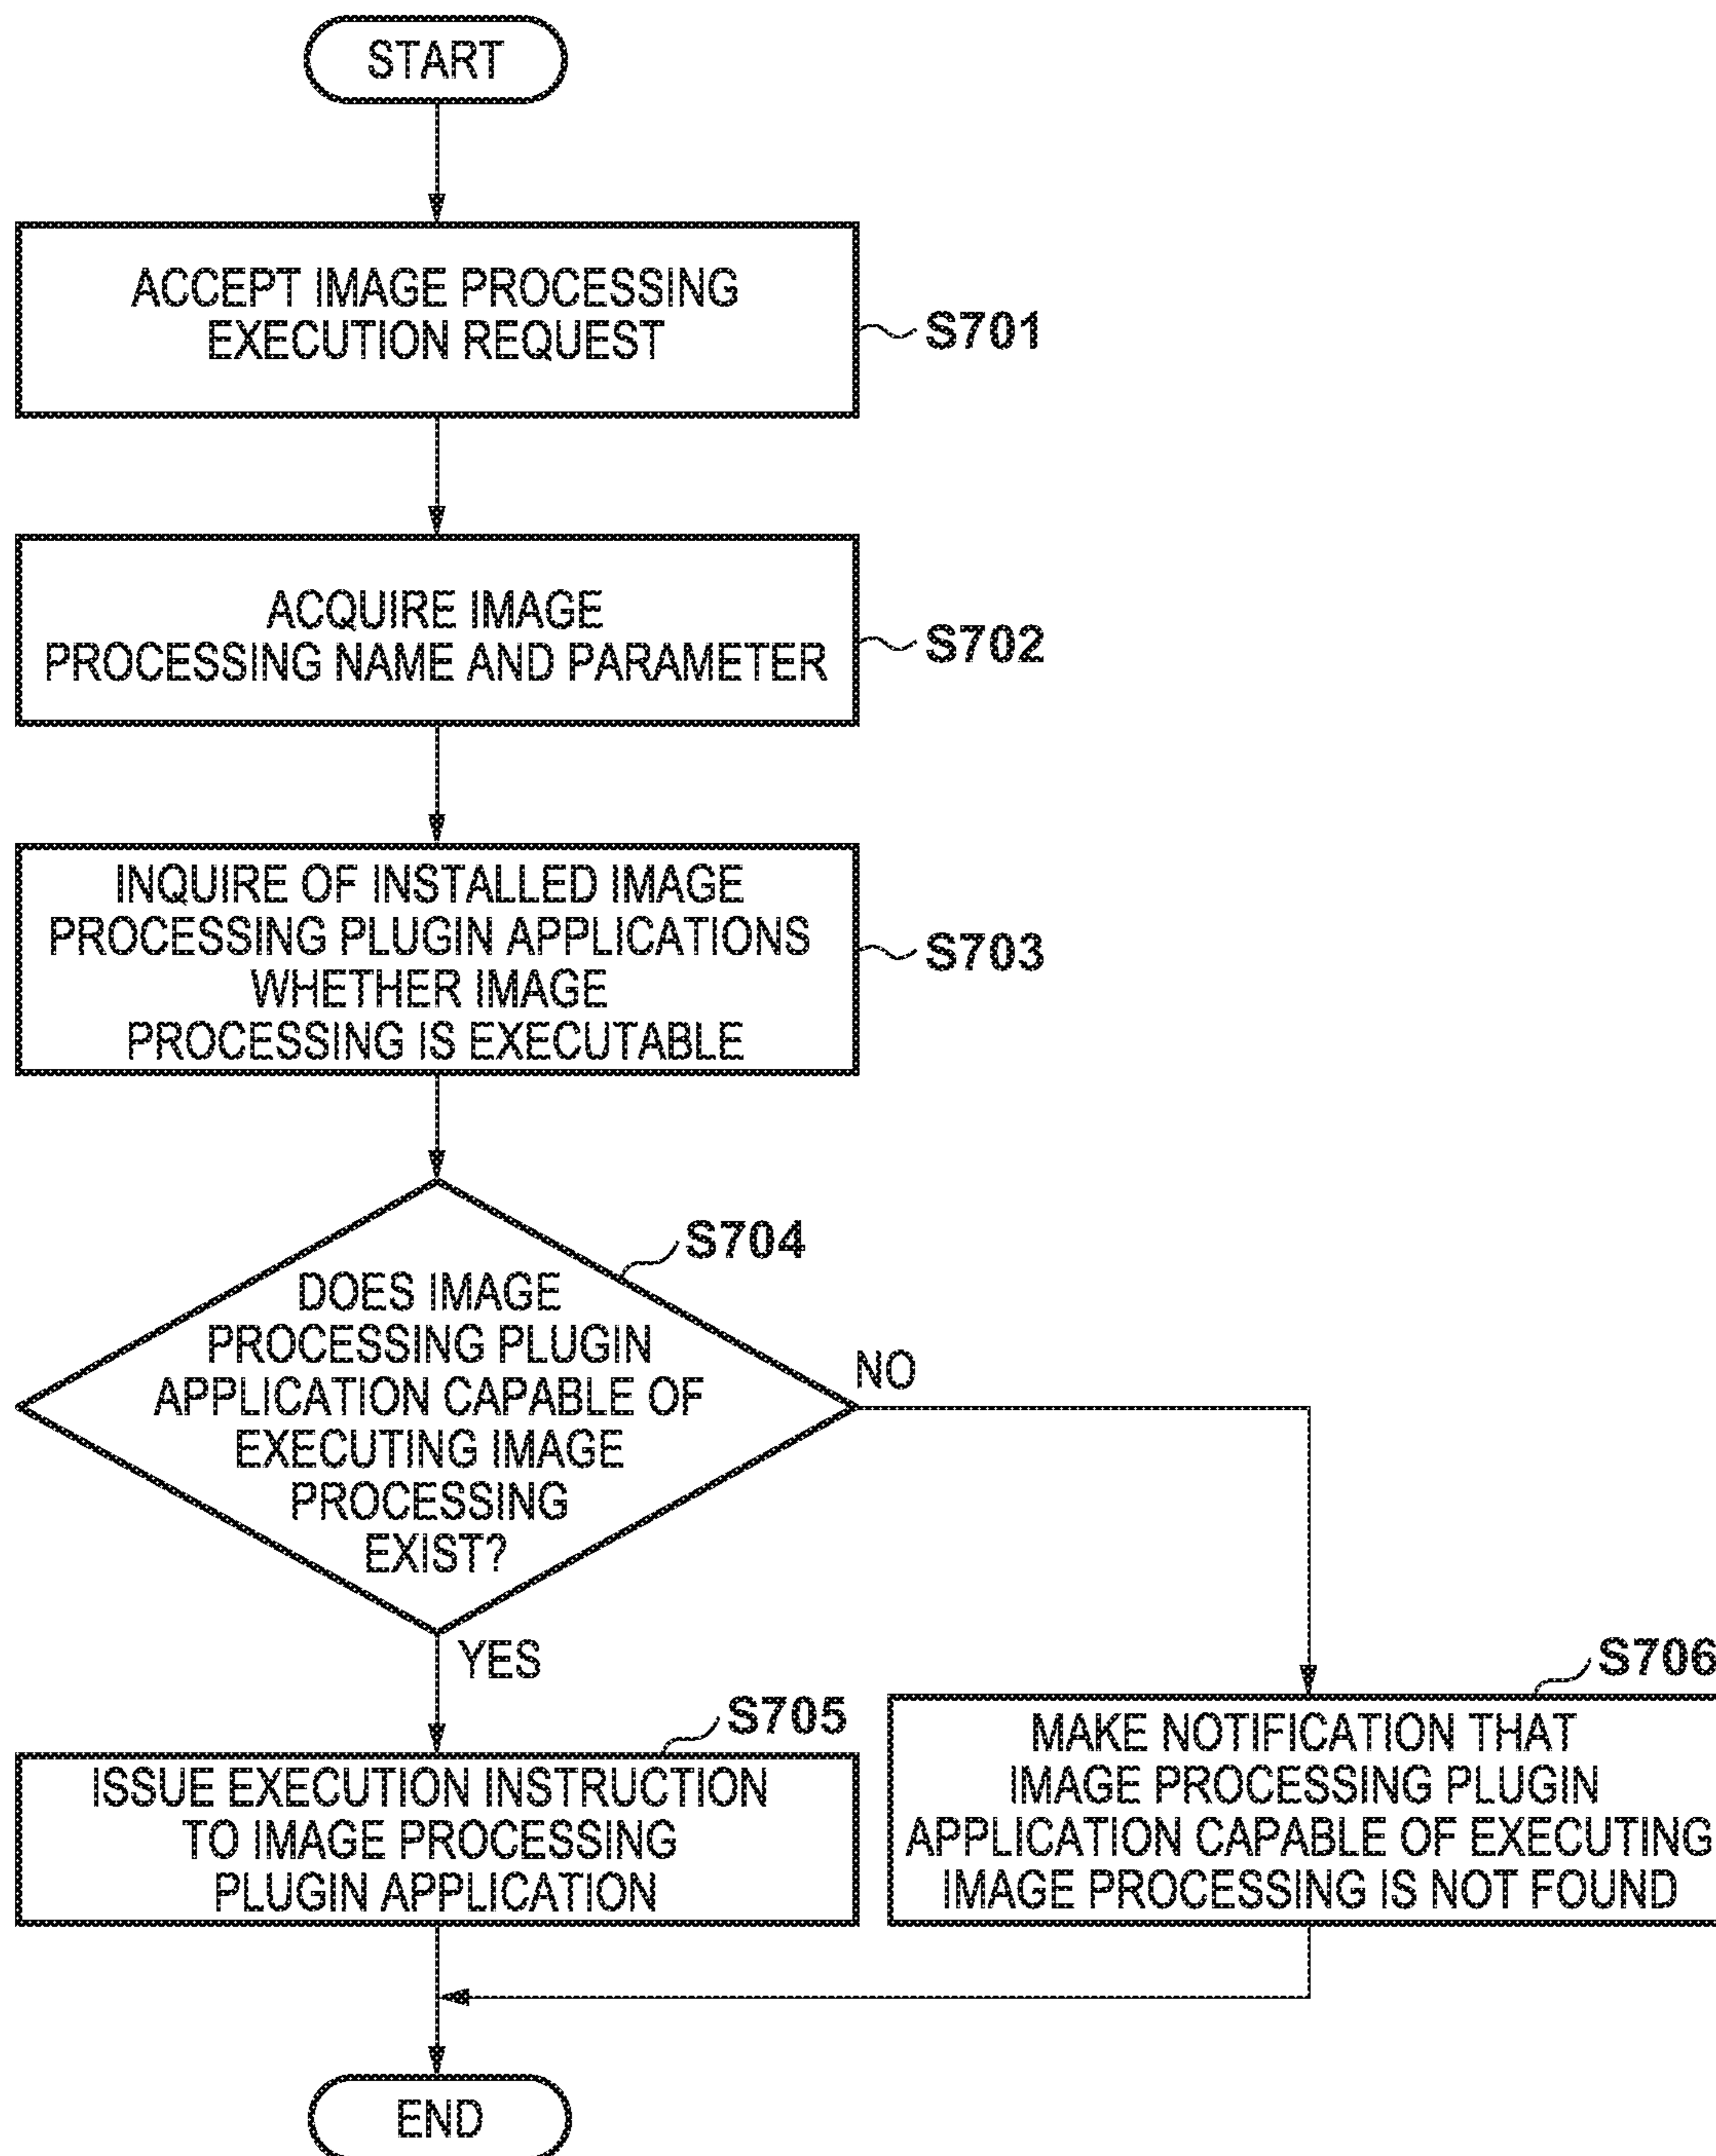 START
ACCEPT IMAGE PROCESSING
EXECUTION REQUEST
S701
ACQUIRE IMAGE
PROCESSING NAME AND PARAMETER
S702
INQUIRE OF INSTALLED IMAGE
PROCESSING PLUGIN APPLICATIONS
WHETHER IMAGE
PROCESSING IS EXECUTABLE
S703
S704
DOES IMAGE
PROCESSING PLUGIN
APPLICATION CAPABLE OF
EXECUTING IMAGE
PROCESSING
EXIST?
NO
YES
S705
ISSUE EXECUTION INSTRUCTION
TO IMAGE PROCESSING
PLUGIN APPLICATION
S706
MAKE NOTIFICATION THAT
IMAGE PROCESSING PLUGIN
APPLICATION CAPABLE OF EXECUTING
IMAGE PROCESSING IS NOT FOUND
END